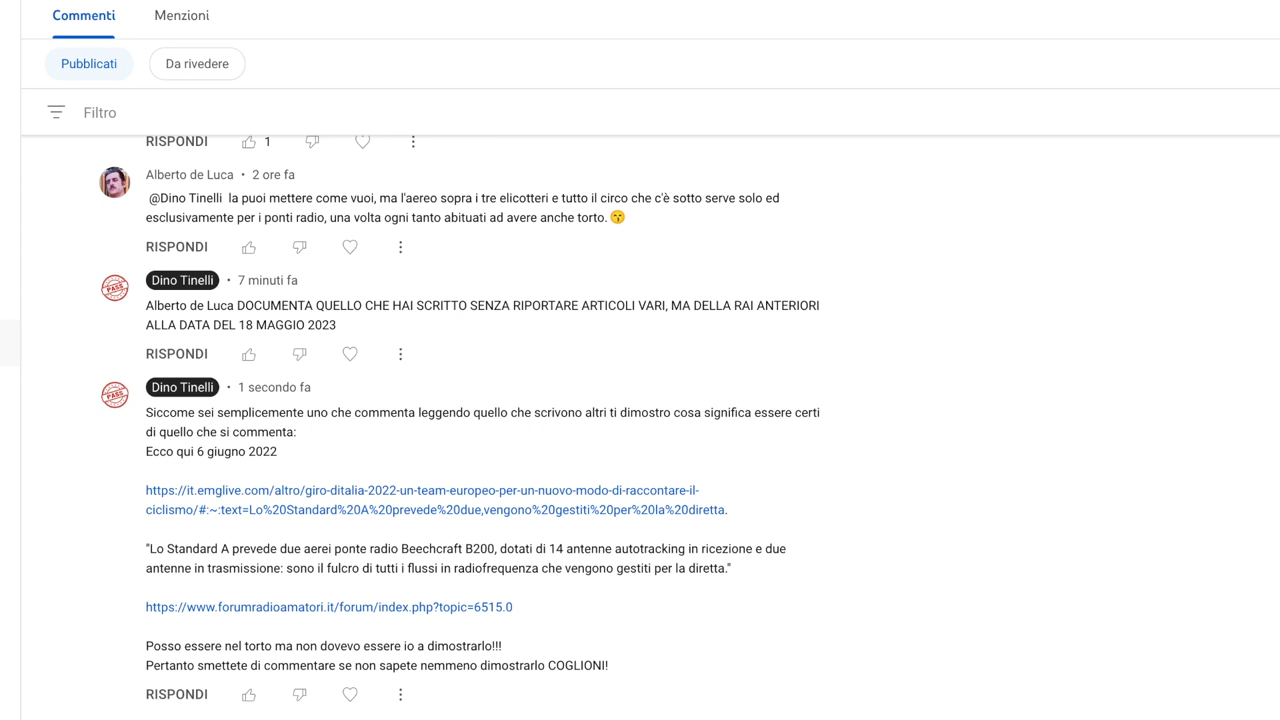 Commenti Menzioni
Pubblicati Da rivedere
Filtro
RISPONDI 1
Alberto de Luca • 2 ore fa
@Dino Tinelli la puoi mettere come vuoi, ma l'aereo sopra i tre elicotteri e tutto il circo che c'è sotto serve solo ed
esclusivamente per i ponti radio, una volta ogni tanto abituati ad avere anche torto. 😙
RISPONDI
PASS
Dino Tinelli • 7 minuti fa
Alberto de Luca DOCUMENTA QUELLO CHE HAI SCRITTO SENZA RIPORTARE ARTICOLI VARI, MA DELLA RAI ANTERIORI
ALLA DATA DEL 18 MAGGIO 2023
RISPONDI
PASS
Dino Tinelli • 1 secondo fa
Siccome sei semplicemente uno che commenta leggendo quello che scrivono altri ti dimostro cosa significa essere certi
di quello che si commenta:
Ecco qui 6 giugno 2022
https://it.emglive.com/altro/giro-ditalia-2022-un-team-europeo-per-un-nuovo-modo-di-raccontare-il-
ciclismo/#:~:text=Lo%20Standard%20A%20prevede%20due,vengono%20gestiti%20per%20la%20diretta.
"Lo Standard A prevede due aerei ponte radio Beechcraft B200, dotati di 14 antenne autotracking in ricezione e due
antenne in trasmissione: sono il fulcro di tutti i flussi in radiofrequenza che vengono gestiti per la diretta."
https://www.forumradioamatori.it/forum/index.php?topic=6515.0
Posso essere nel torto ma non dovevo essere io a dimostrarlo!!!
Pertanto smettete di commentare se non sapete nemmeno dimostrarlo COGLIONI!
RISPONDI